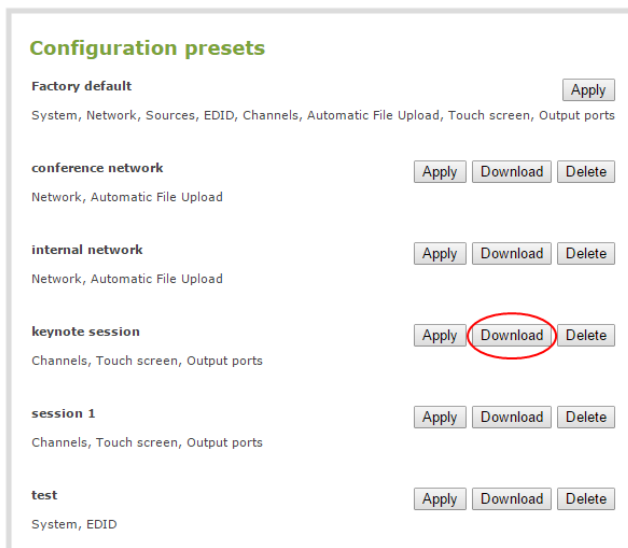 Configuration presets
Factory default Apply
System, Network, Sources, EDID, Channels, Automatic File Upload, Touch screen, Output ports
conference network Apply Download Delete
Network, Automatic File Upload
internal network Apply Download Delete
Network, Automatic File Upload
keynote session Apply Download Delete
Channels, Touch screen, Output ports
session 1 Apply Download Delete
Channels, Touch screen, Output ports
test Apply Download Delete
System, EDID